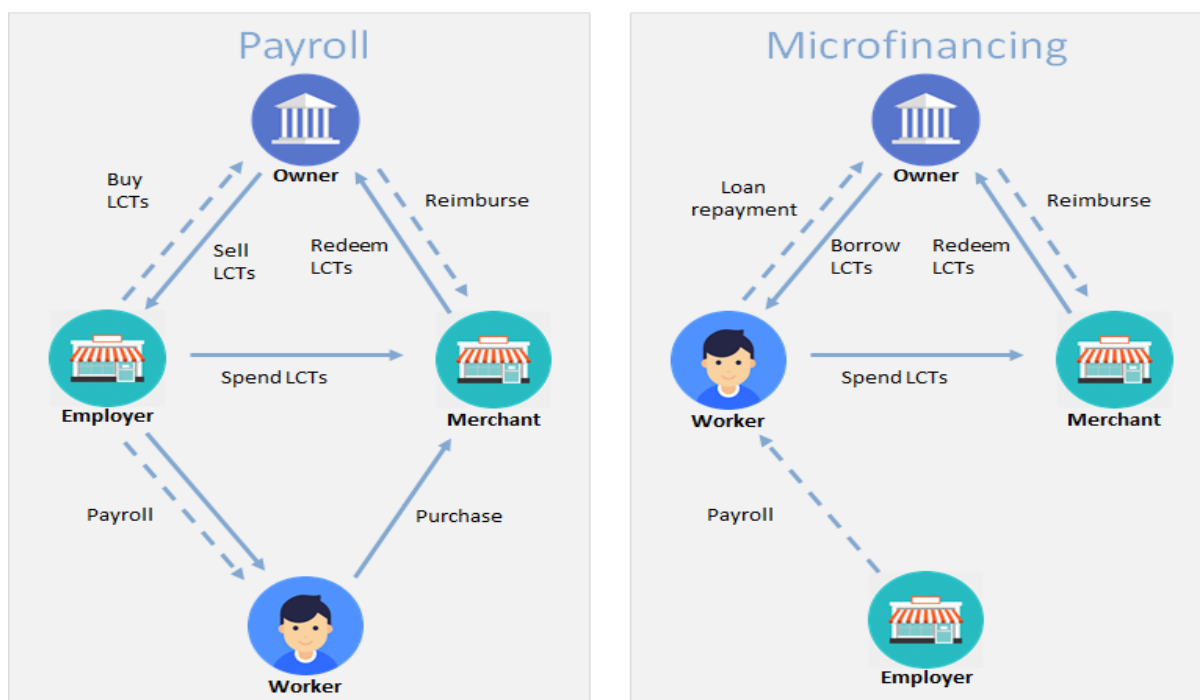 Payroll
Owner
Buy
LCTs
Reimburse
Sell
LCTs
Redeem
LCTs
Employer
Spend LCTs
Merchant
Payroll
Purchase
Worker
Microfinancing
Owner
Loan
repayment
Reimburse
Borrow
LCTs
Redeem
LCTs
Worker
Spend LCTs
Merchant
Payroll
Employer